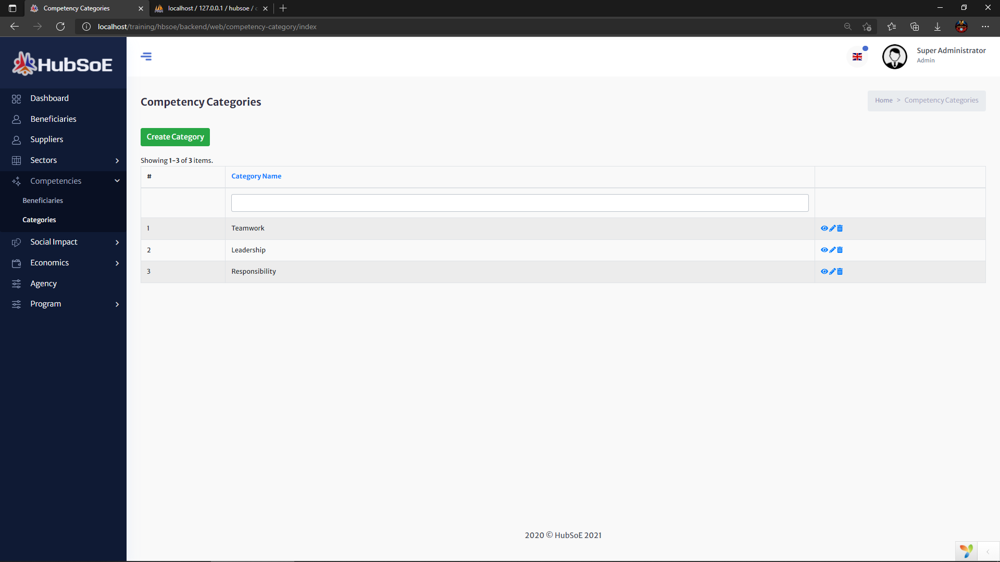 Competency Categories
localhost / 127.0.0.1 / hubsoe /
localhost/training/hbsoe/backend/web/competency-category/index
HubSoE
Super Administrator
Admin
Dashboard
Beneficiaries
Suppliers
Sectors
Competencies
Beneficiaries
Categories
Social Impact
Economics
Agency
Program
Competency Categories
Home > Competency Categories
Create Category
Showing 1-3 of 3 items.
# Category Name
1 Teamwork
2 Leadership
3 Responsibility
2020 © HubSoE 2021